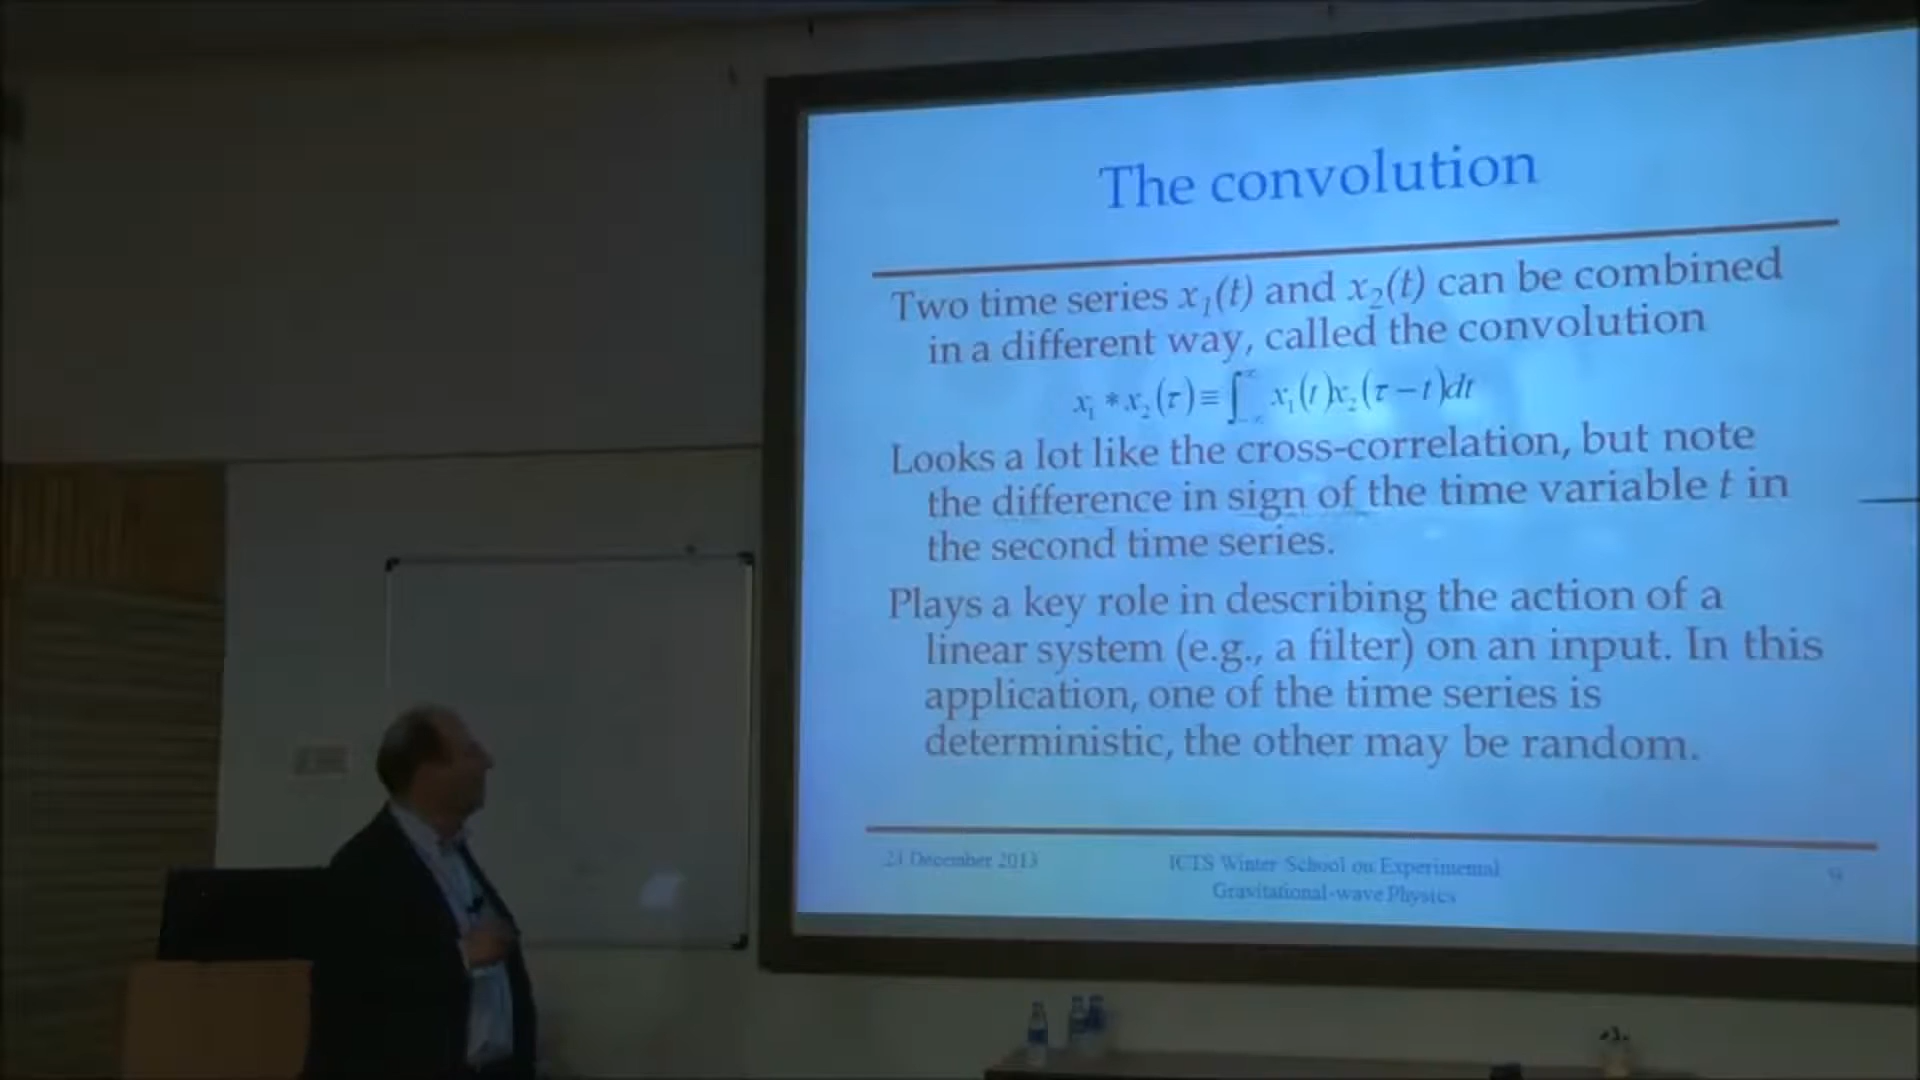 The convolution
Two time series x₁(t) and x₂(t) can be combined
in a different way, called the convolution
x₁ * x₂(τ) ≡ ∫_{-∞}^{∞} x₁(t)x₂(τ − t)dt
Looks a lot like the cross-correlation, but note
the difference in sign of the time variable t in
the second time series.
Plays a key role in describing the action of a
linear system (e.g., a filter) on an input. In this
application, one of the time series is
deterministic, the other may be random.
23 December 2013
ICTS Winter School on Experimental
Gravitational-wave Physics